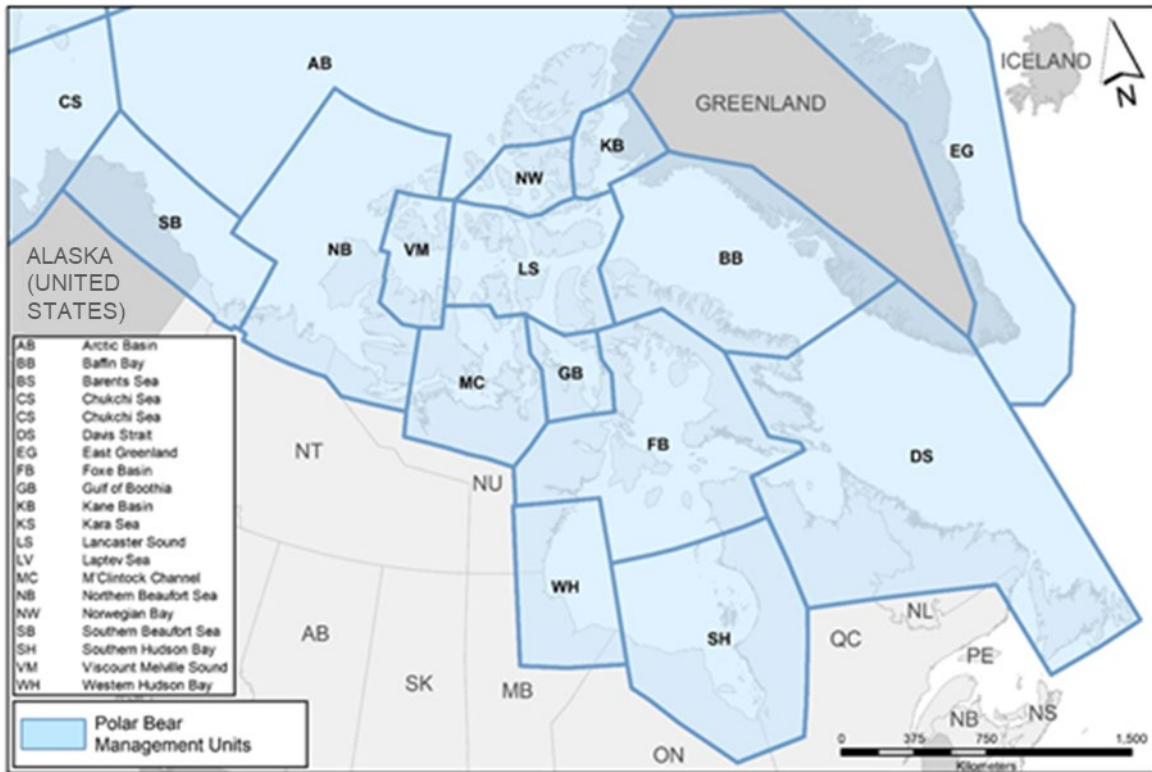 AB
CS
KB
NW
SB
NB
VM
LS
BB
EG
GREENLAND
ICELAND
N
ALASKA
(UNITED
STATES)
MC
GB
FB
DS
NT
NU
WH
SH
AB
SK
MB
ON
QC
NL
PE
NB
NS
AB Arctic Basin
BB Baffin Bay
BS Barents Sea
CS Chukchi Sea
CS Chukchi Sea
DS Davis Strait
EG East Greenland
FB Foxe Basin
GB Gulf of Boothia
KB Kane Basin
KS Kara Sea
LS Lancaster Sound
LV Laptev Sea
MC M'Clintock Channel
NB Northern Beaufort Sea
NW Norwegian Bay
SB Southern Beaufort Sea
SH Southern Hudson Bay
VM Viscount Melville Sound
WH Western Hudson Bay
Polar Bear
Management Units
0 375 750 1,500
Kilometers